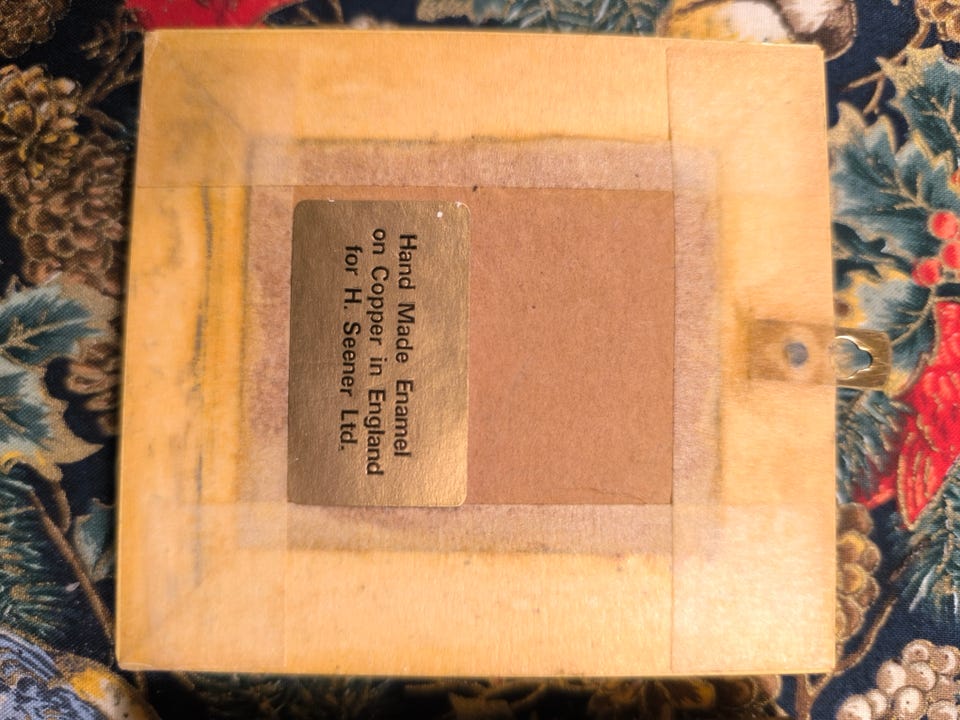 Hand Made Enamel
on Copper in England
for H. Seener Ltd.